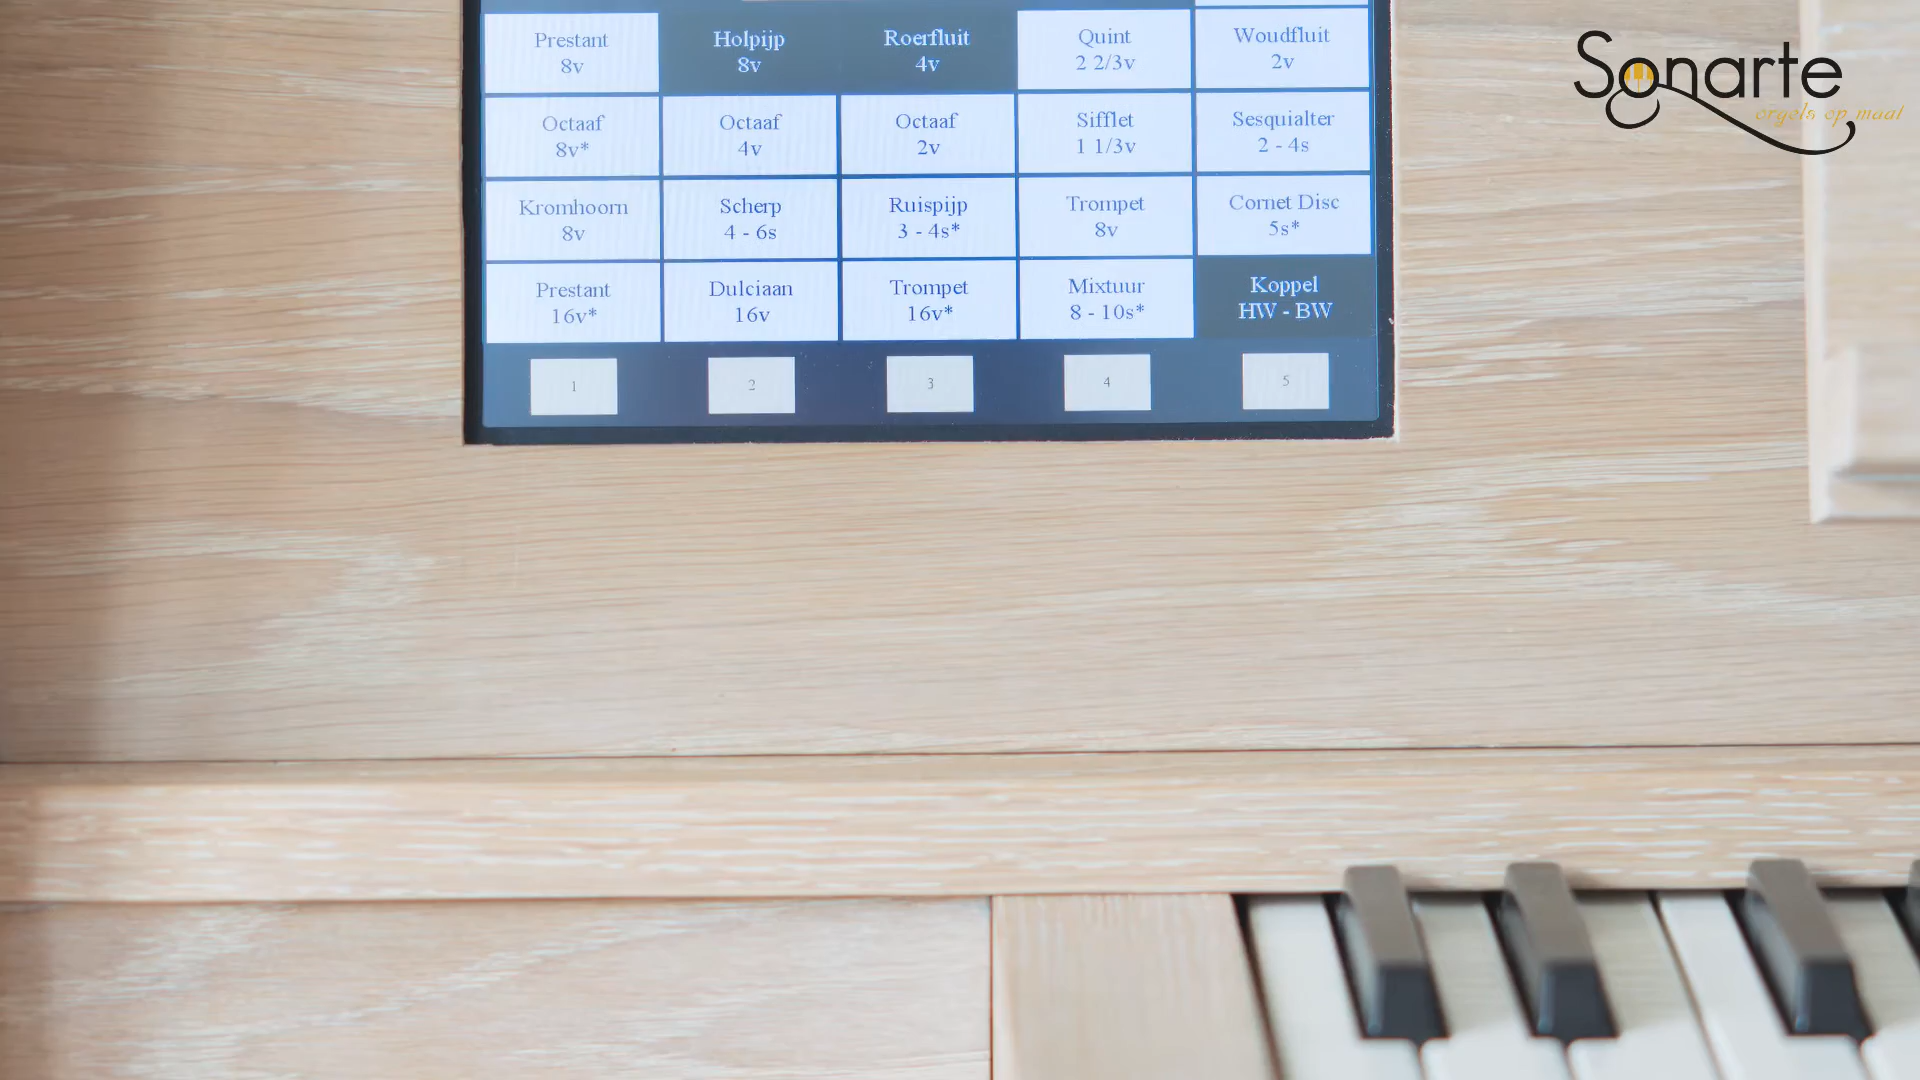 Prestant
8v
Holpijp
8v
Roerfluit
4v
Quint
2 2/3v
Woudfluit
2v
Octaaf
8v*
Octaaf
4v
Octaaf
2v
Sifflet
1 1/3v
Sesquialter
2 - 4s
Kromhoorn
8v
Scherp
4 - 6s
Ruispijp
3 - 4s*
Trompet
8v
Cornet Disc
5s*
Prestant
16v*
Dulciaan
16v
Trompet
16v*
Mixtuur
8 - 10s*
Koppel
HW - BW
1
2
3
4
5
Sonarte
orgels op maat